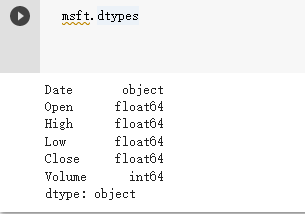 msft.dtypes
Date object
Open float64
High float64
Low float64
Close float64
Volume int64
dtype: object